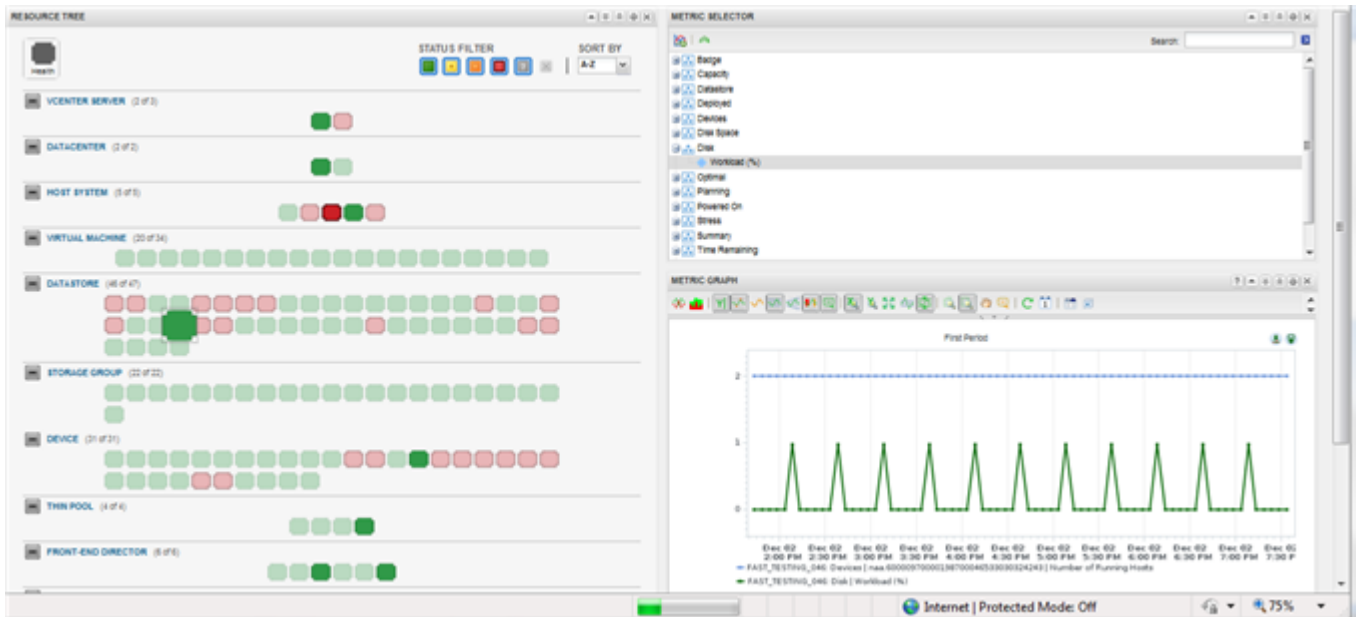 RESOURCE TREE
Health
STATUS FILTER
SORT BY
A-Z
VCENTER SERVER (2 of 3)
DATACENTER (2 of 2)
HOST SYSTEM (5 of 5)
VIRTUAL MACHINE (20 of 34)
DATASTORE (46 of 47)
STORAGE GROUP (22 of 22)
DEVICE (31 of 31)
THIN POOL (4 of 4)
FRONT-END DIRECTOR (6 of 6)
METRIC SELECTOR
Search:
Badge
Capacity
Datastore
Deployed
Devices
Disk Space
Disk
Workload (%)
Optimal
Planning
Powered On
Stress
Summary
Time Remaining
METRIC GRAPH
First Period
2
1
0
Dec 02 Dec 02 Dec 02 Dec 02 Dec 02 Dec 02 Dec 02 Dec 02 Dec 02 Dec 02 Dec 02 Dec 0
2:00 PM 2:30 PM 3:00 PM 3:30 PM 4:00 PM 4:30 PM 5:00 PM 5:30 PM 6:00 PM 6:30 PM 7:00 PM 7:30 P
FAST_TESTING_046: Devices | Number of Running Hosts
FAST_TESTING_046: Disk | Workload (%)
Internet | Protected Mode: Off
75%